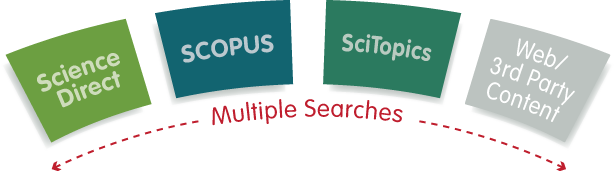 Science
Direct
SCOPUS
SciTopics
Web/
3rd Party
Content
Multiple Searches